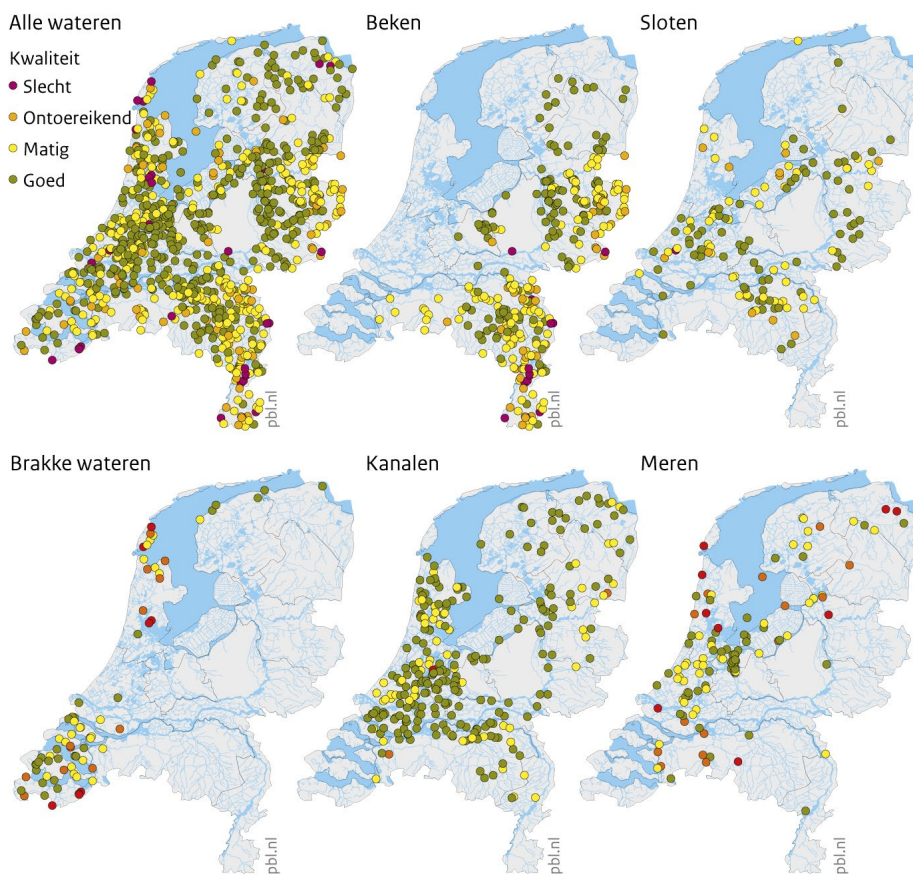 Alle wateren
Kwaliteit
Slecht
Ontoereikend
Matig
Goed
pbl.nl
Beken
pbl.nl
Sloten
pbl.nl
Brakke wateren
pbl.nl
Kanalen
pbl.nl
Meren
pbl.nl